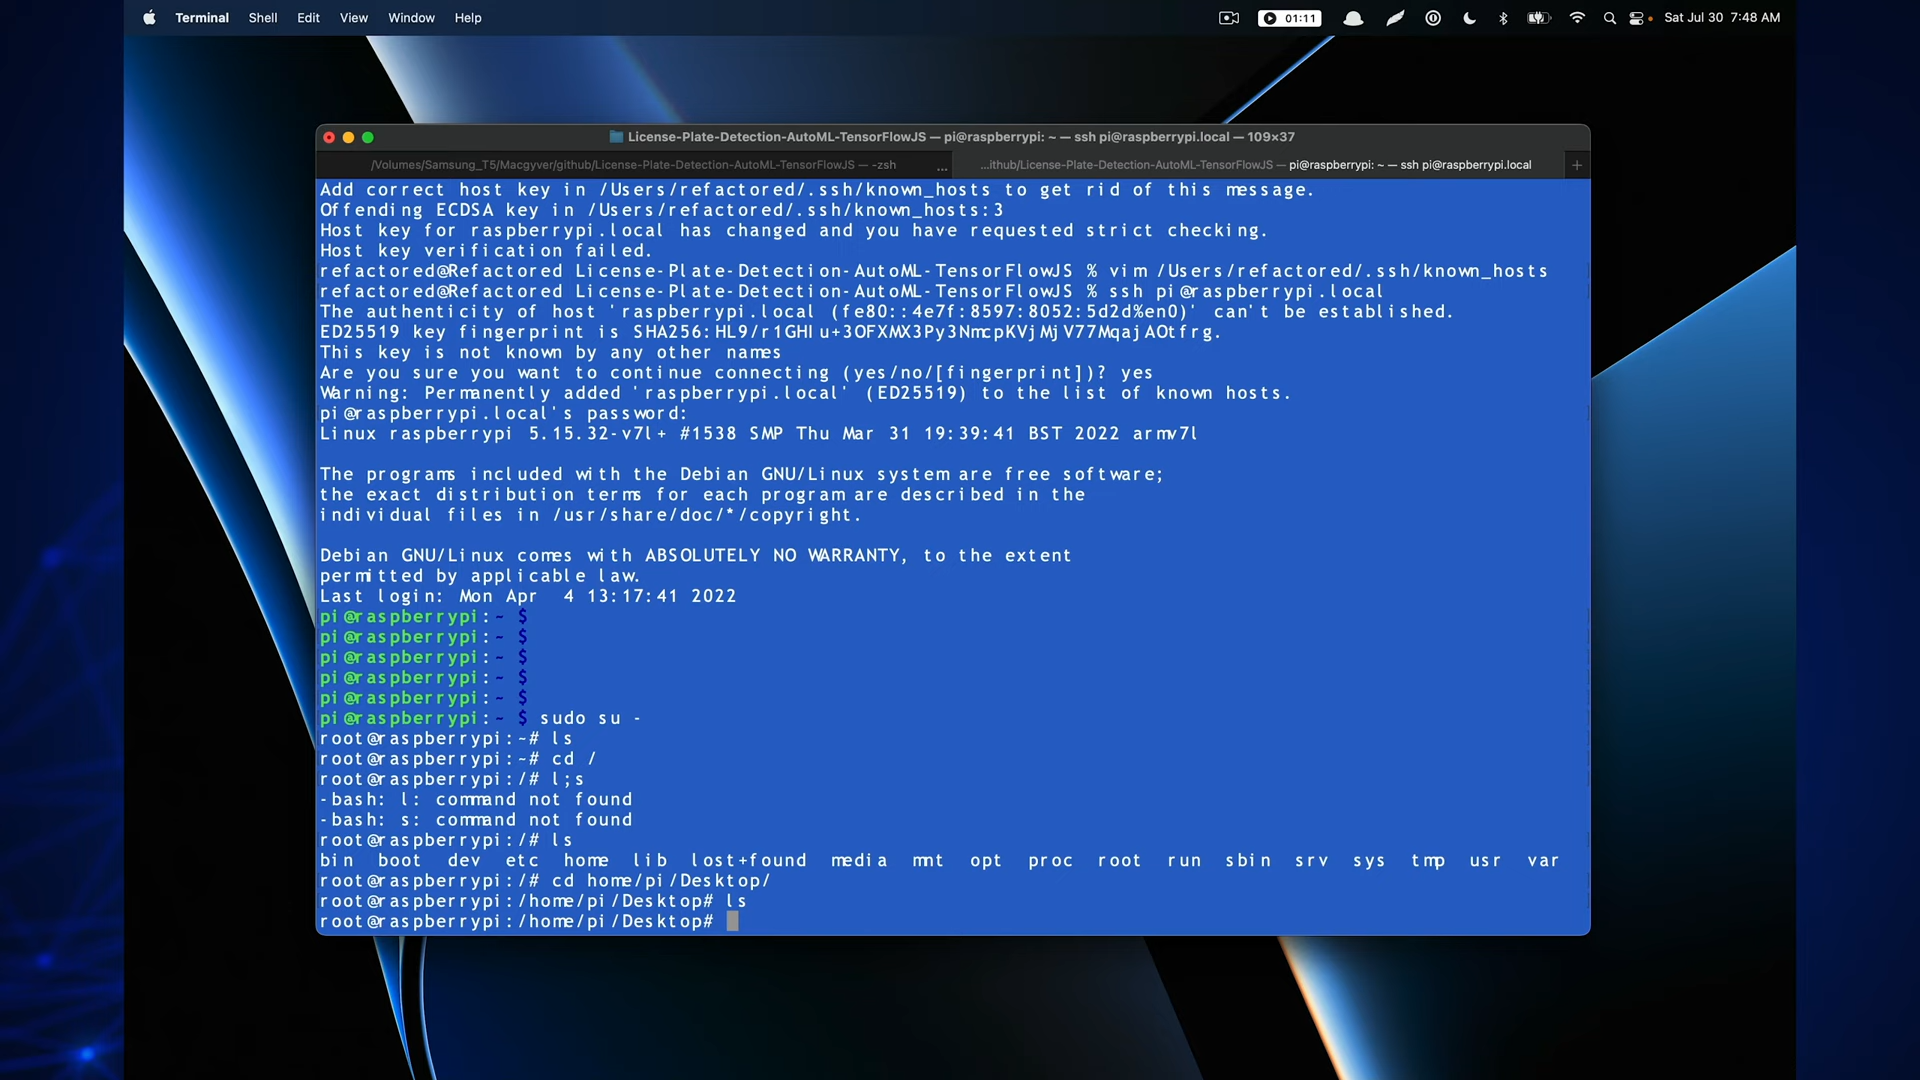 Terminal Shell Edit View Window Help 01:11 Sat Jul 30 7:48 AM
License-Plate-Detection-AutoML-TensorFlowJS — pi@raspberrypi: ~ — ssh pi@raspberrypi.local — 109×37
/Volumes/Samsung_T5/Macgyver/github/License-Plate-Detection-AutoML-TensorFlowJS — -zsh ... ...ithub/License-Plate-Detection-AutoML-TensorFlowJS — pi@raspberrypi: ~ — ssh pi@raspberrypi.local +
Add correct host key in /Users/refactored/.ssh/known_hosts to get rid of this message.
Offending ECDSA key in /Users/refactored/.ssh/known_hosts:3
Host key for raspberrypi.local has changed and you have requested strict checking.
Host key verification failed.
refactored@Refactored License-Plate-Detection-AutoML-TensorFlowJS % vim /Users/refactored/.ssh/known_hosts
refactored@Refactored License-Plate-Detection-AutoML-TensorFlowJS % ssh pi@raspberrypi.local
The authenticity of host 'raspberrypi.local (fe80::4e7f:8597:8052:5d2d%en0)' can't be established.
ED25519 key fingerprint is SHA256:HL9/r1GHIu+3OFXMX3Py3NmcpKVjMjV77MqajAOtfrg.
This key is not known by any other names
Are you sure you want to continue connecting (yes/no/[fingerprint])? yes
Warning: Permanently added 'raspberrypi.local' (ED25519) to the list of known hosts.
pi@raspberrypi.local's password:
Linux raspberrypi 5.15.32-v7l+ #1538 SMP Thu Mar 31 19:39:41 BST 2022 armv7l
The programs included with the Debian GNU/Linux system are free software;
the exact distribution terms for each program are described in the
individual files in /usr/share/doc/*/copyright.
Debian GNU/Linux comes with ABSOLUTELY NO WARRANTY, to the extent
permitted by applicable law.
Last login: Mon Apr  4 13:17:41 2022
pi@raspberrypi:~ $
pi@raspberrypi:~ $
pi@raspberrypi:~ $
pi@raspberrypi:~ $
pi@raspberrypi:~ $
pi@raspberrypi:~ $ sudo su -
root@raspberrypi:~# ls
root@raspberrypi:~# cd /
root@raspberrypi:/# l;s
-bash: l: command not found
-bash: s: command not found
root@raspberrypi:/# ls
bin  boot  dev  etc  home  lib  lost+found  media  mnt  opt  proc  root  run  sbin  srv  sys  tmp  usr  var
root@raspberrypi:/# cd home/pi/Desktop/
root@raspberrypi:/home/pi/Desktop# ls
root@raspberrypi:/home/pi/Desktop#